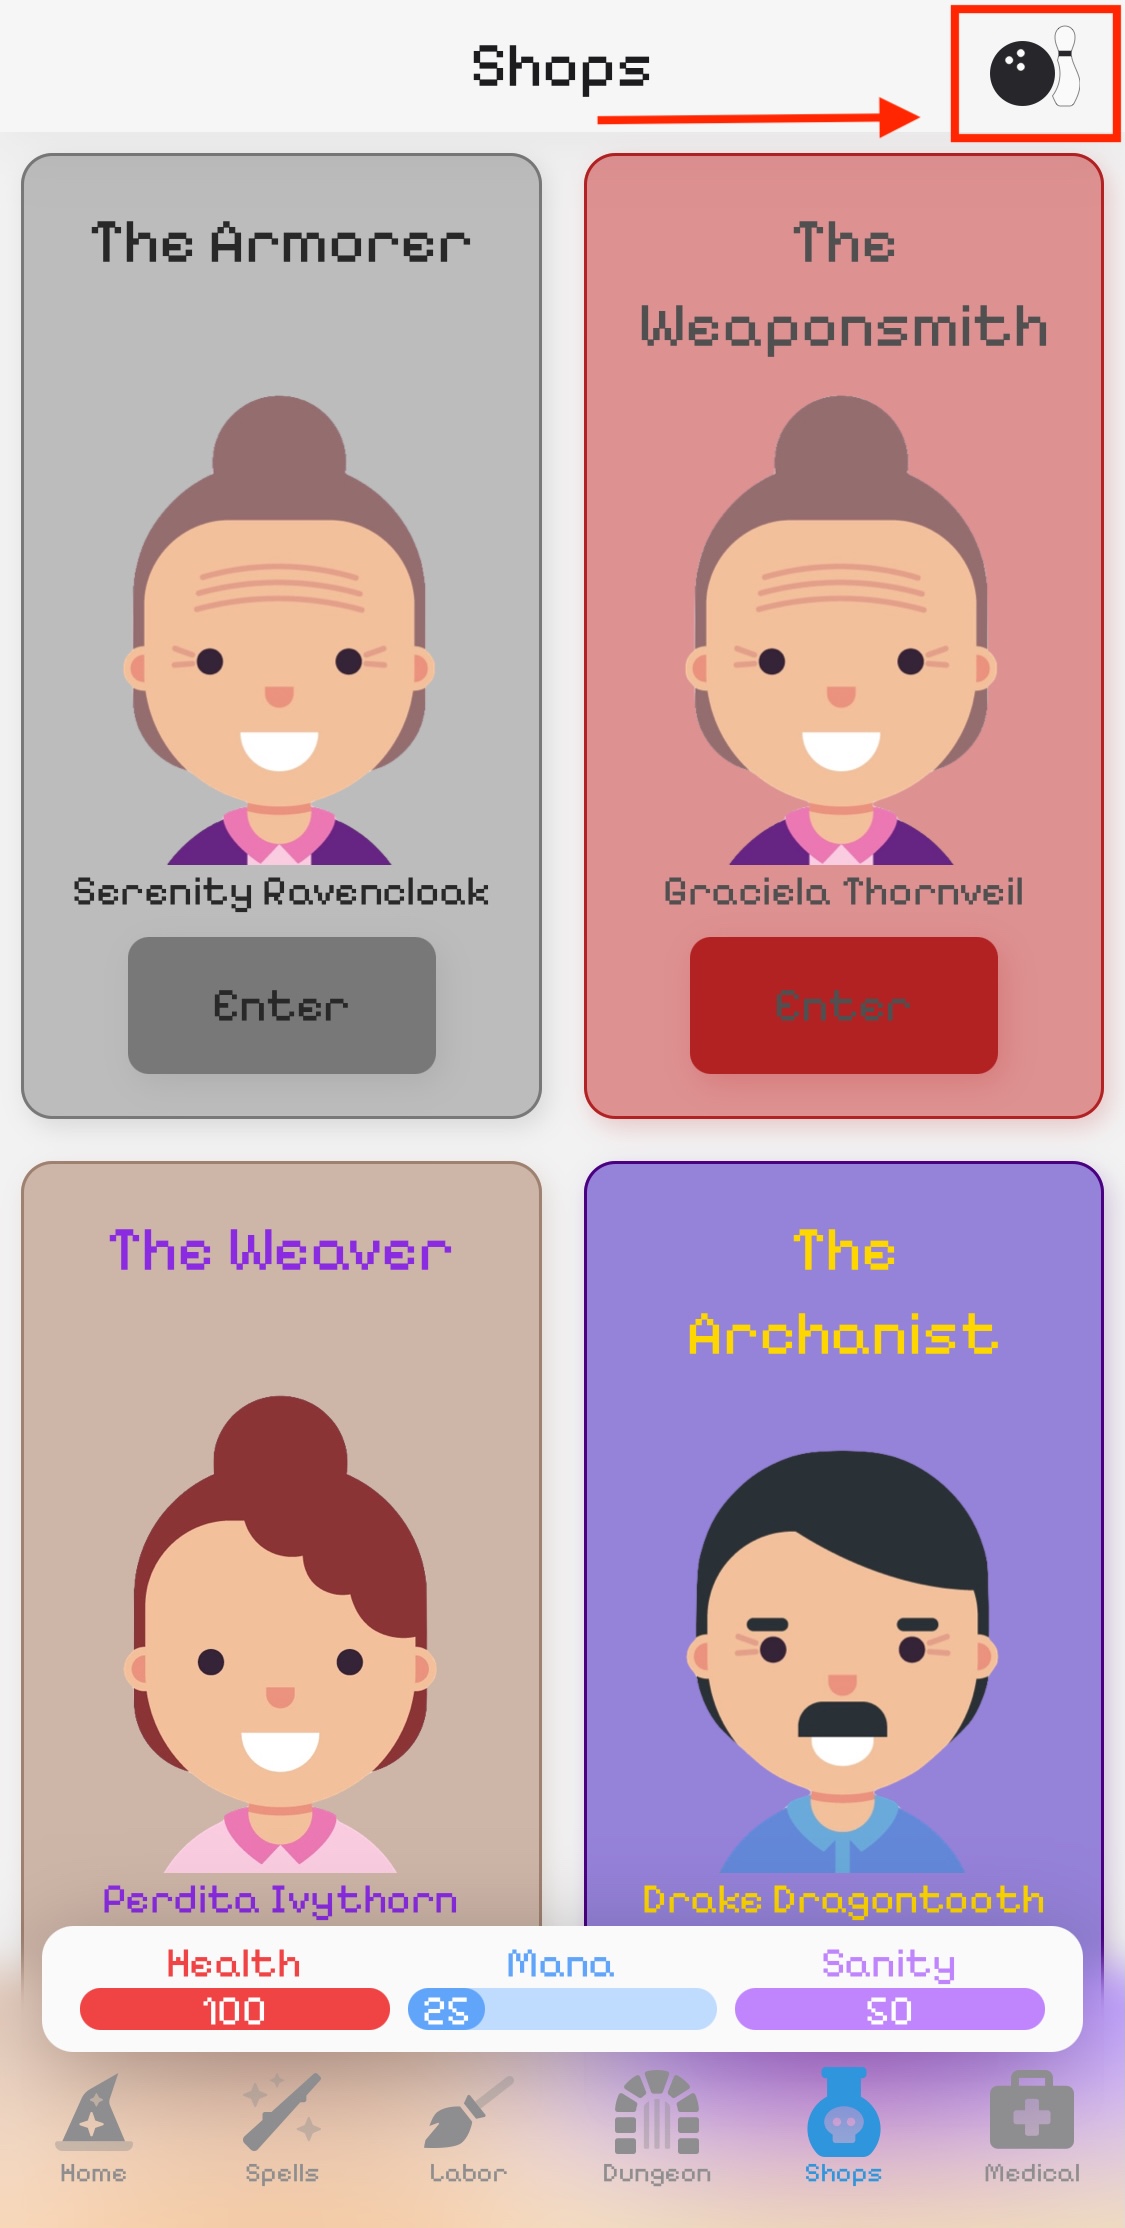 Shops
The Armorer
Serenity Ravencloak
Enter
The
Weaponsmith
Graciela Thornveil
Enter
The Weaver
Perdita Ivythorn
The
Archanist
Drake Dragontooth
Health
100
Mana
25
Sanity
50
Home
Spells
Labor
Dungeon
Shops
Medical